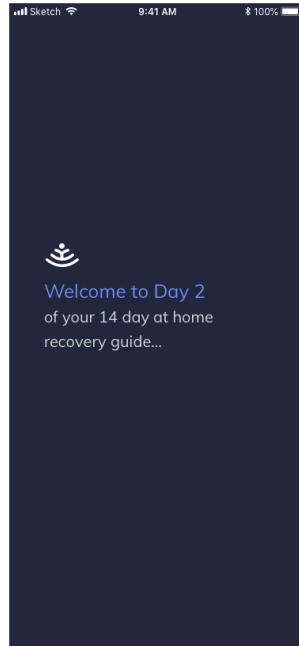 Sketch 9:41 AM 100%
Welcome to Day 2
of your 14 day at home
recovery guide...